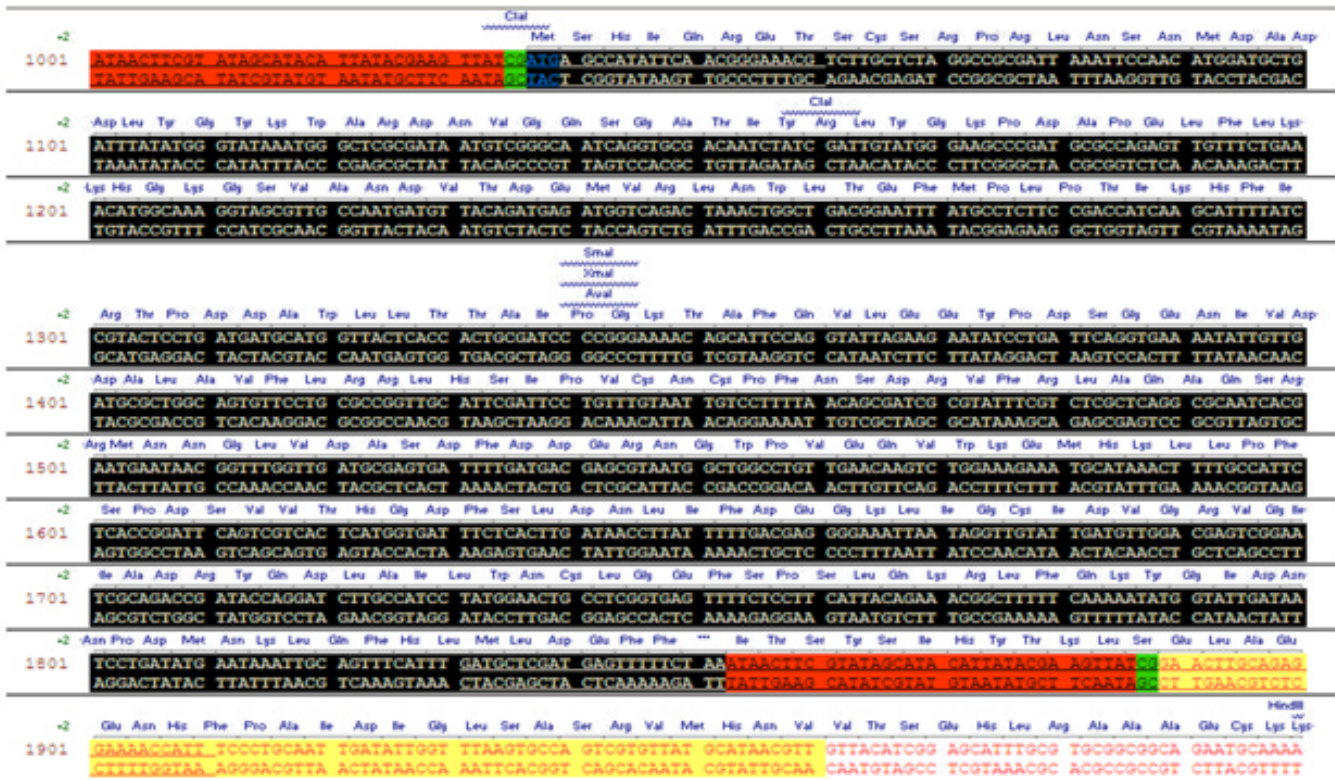 ClaI
+2 Met Ser His Ile Gln Arg Glu Thr Ser Cys Ser Arg Pro Arg Leu Asn Ser Asn Met Asp Ala Asp
1001 ATAACTTCGT ATAGCATACA TTATACGAAG TTATCGATGA GCCATATTCA ACGGGAAACG TCTTGCTCTA GGCCGCGATT AAATTCCAAC ATGGATGCTG
TATTGAAGCA TATCGTATGT AATATGCTTC AATAGCTACT CGGTATAAGT TGCCCTTTGC AGAACGAGAT CCGGCGCTAA TTTAAGGTTG TACCTACGAC
ClaI
+2 Asp Leu Tyr Gly Tyr Lys Trp Ala Arg Asp Asn Val Gly Gln Ser Gly Ala Thr Ile Tyr Arg Leu Tyr Gly Lys Pro Asp Ala Pro Glu Leu Phe Leu Lys
1101 ATTTATATGG GTATAAATGG GCTCGCGATA ATGTCGGGCA ATCAGGTGCG ACAATCTATC GATTGTATGG GAAGCCCGAT GCGCCAGAGT TGTTTCTGAA
TAAATATACC CATATTTACC CGAGCGCTAT TACAGCCCGT TAGTCCACGC TGTTAGATAG CTAACATACC CTTCGGGCTA CGCGGTCTCA ACAAAGACTT
+2 Lys His Gly Lys Gly Ser Val Ala Asn Asp Val Thr Asp Glu Met Val Arg Leu Asn Trp Leu Thr Glu Phe Met Pro Leu Pro Thr Ile Lys His Phe Ile
1201 ACATGGCAAA GGTAGCGTTG CCAATGATGT TACAGATGAG ATGGTCAGAC TAAACTGGCT GACGGAATTT ATGCCTCTTC CGACCATCAA GCATTTTATC
TGTACCGTTT CCATCGCAAC GGTTACTACA ATGTCTACTC TACCAGTCTG ATTTGACCGA CTGCCTTAAA TACGGAGAAG GCTGGTAGTT CGTAAAATAG
SmaI
XmaI
AvaI
+2 Arg Thr Pro Asp Asp Ala Trp Leu Leu Thr Thr Ala Ile Pro Gly Lys Thr Ala Phe Gln Val Leu Glu Glu Tyr Pro Asp Ser Gly Glu Asn Ile Val Asp
1301 CGTACTCCTG ATGATGCATG GTTACTCACC ACTGCGATCC CCGGGAAAAC AGCATTCCAG GTATTAGAAG AATATCCTGA TTCAGGTGAA AATATTGTTG
GCATGAGGAC TACTACGTAC CAATGAGTGG TGACGCTAGG GGCCCTTTTG TCGTAAGGTC CATAATCTTC TTATAGGACT AAGTCCACTT TTATAACAAC
+2 Asp Ala Leu Ala Val Phe Leu Arg Arg Leu His Ser Ile Pro Val Cys Asn Cys Pro Phe Asn Ser Asp Arg Val Phe Arg Leu Ala Gln Ala Gln Ser Arg
1401 ATGCGCTGGC AGTGTTCCTG CGCCGGTTGC ATTCGATTCC TGTTTGTAAT TGTCCTTTTA ACAGCGATCG CGTATTTCGT CTCGCTCAGG CGCAATCACG
TACGCGACCG TCACAAGGAC GCGGCCAACG TAAGCTAAGG ACAAACATTA ACAGGAAAAT TGTCGCTAGC GCATAAAGCA GAGCGAGTCC GCGTTAGTGC
+2 Arg Met Asn Asn Gly Leu Val Asp Ala Ser Asp Phe Asp Asp Glu Arg Asn Gly Trp Pro Val Glu Gln Val Trp Lys Glu Met His Lys Leu Leu Pro Phe
1501 AATGAATAAC GGTTTGGTTG ATGCGAGTGA TTTTGATGAC GAGCGTAATG GCTGGCCTGT TGAACAAGTC TGGAAAGAAA TGCATAAACT TTTGCCATTC
TTACTTATTG CCAAACCAAC TACGCTCACT AAAACTACTG CTCGCATTAC CGACCGGACA ACTTGTTCAG ACCTTTCTTT ACGTATTTGA AAACGGTAAG
+2 Ser Pro Asp Ser Val Val Thr His Gly Asp Phe Ser Leu Asp Asn Leu Ile Phe Asp Glu Gly Lys Leu Ile Gly Cys Ile Asp Val Gly Arg Val Gly Ile
1601 TCACCGGATT CAGTCGTCAC TCATGGTGAT TTCTCACTTG ATAACCTTAT TTTTGACGAG GGGAAATTAA TAGGTTGTAT TGATGTTGGA CGAGTCGGAA
AGTGGCCTAA GTCAGCAGTG AGTACCACTA AAGAGTGAAC TATTGGAATA AAAACTGCTC CCCTTTAATT ATCCAACATA ACTACAACCT GCTCAGCCTT
+2 Ile Ala Asp Arg Tyr Gln Asp Leu Ala Ile Leu Trp Asn Cys Leu Gly Glu Phe Ser Pro Ser Leu Gln Lys Arg Leu Phe Gln Lys Tyr Gly Ile Asp Asn
1701 TCGCAGACCG ATACCAGGAT CTTGCCATCC TATGGAACTG CCTCGGTGAG TTTTCTCCTT CATTACAGAA ACGGCTTTTT CAAAAATATG GTATTGATAA
AGCGTCTGGC TATGGTCCTA GAACGGTAGG ATACCTTGAC GGAGCCACTC AAAAGAGGAA GTAATGTCTT TGCCGAAAAA GTTTTTATAC CATAACTATT
+2 Asn Pro Asp Met Asn Lys Leu Gln Phe His Leu Met Leu Asp Glu Phe Phe *** Ile Thr Ser Tyr Ser Ile His Tyr Thr Lys Leu Ser Glu Leu Ala Glu
1801 TCCTGATATG AATAAATTGC AGTTTCATTT GATGCTCGAT GAGTTTTTCT AAATAACTTCG TATAGCATA CATTATACGA AGTTATCGGA ACTTGCAGAG
AGGACTATAC TTATTTAACG TCAAAGTAAA CTACGAGCTA CTCAAAAAGA TTTATTGAAGC ATATCGTAT GTAATATGCT TCAATAGCCT TGAACGTCTC
HindIII
+2 Glu Asn His Phe Pro Ala Ile Asp Ile Gly Leu Ser Ala Ser Arg Val Met His Asn Val Val Thr Ser Glu His Leu Arg Ala Ala Ala Glu Cys Lys Lys
1901 GAAAACCATT TCCCTGCAAT TGATATTGGT TTAAGTGCCA GTCGTGTTAT GCATAACGTT GTTACATCGG AGCATTTGCG TGCGGCGGCA GAATGCAAAA
CTTTTGGTAA AGGGACGTTA ACTATAACCA AATTCACGGT CAGCACAATA CGTATTGCAA CAATGTAGCC TCGTAAACGC ACGCCGCCGT CTTACGTTTT